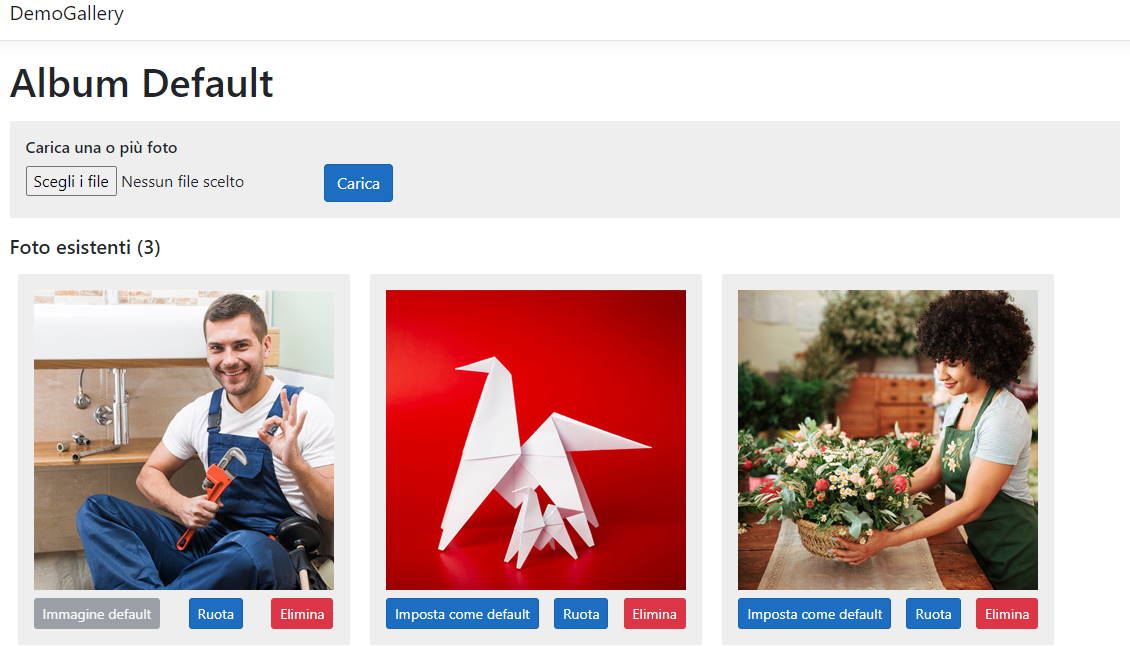 DemoGallery
Album Default
Carica una o più foto
Scegli i file Nessun file scelto Carica
Foto esistenti (3)
Immagine default Ruota Elimina Imposta come default Ruota Elimina Imposta come default Ruota Elimina